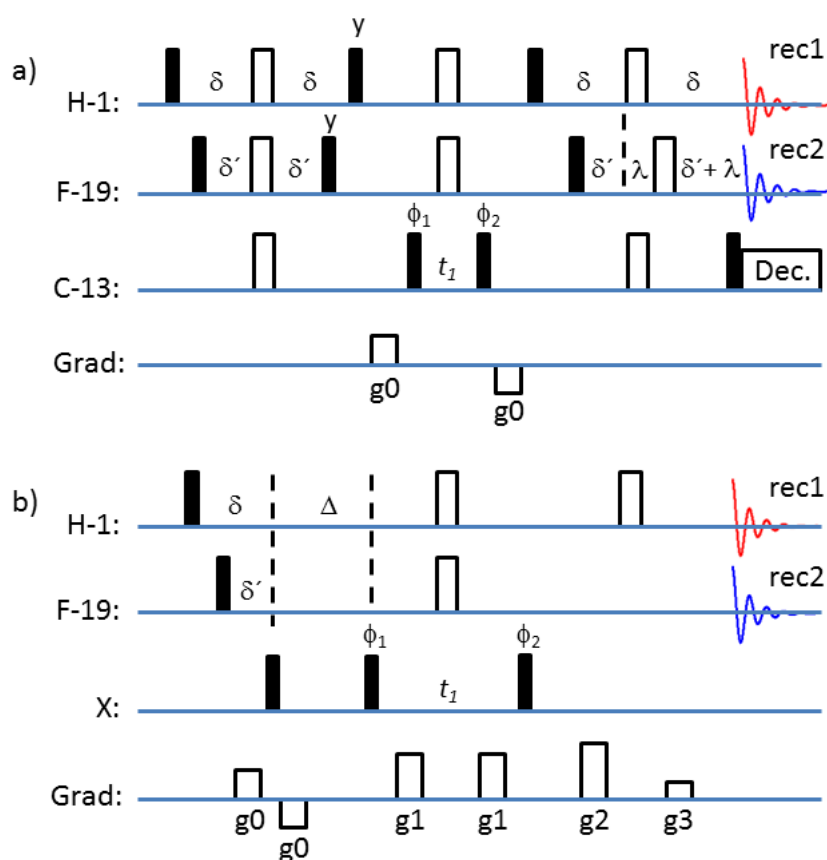 a)
y
H-1:
δ
δ
δ
δ
rec1
y
F-19:
δ´
δ´
δ´
λ
δ´+ λ
rec2
ϕ1
ϕ2
C-13:
t1
Dec.
Grad:
g0
g0
b)
H-1:
δ
Δ
rec1
F-19:
δ´
rec2
ϕ1
ϕ2
X:
t1
Grad:
g0
g0
g1
g1
g2
g3